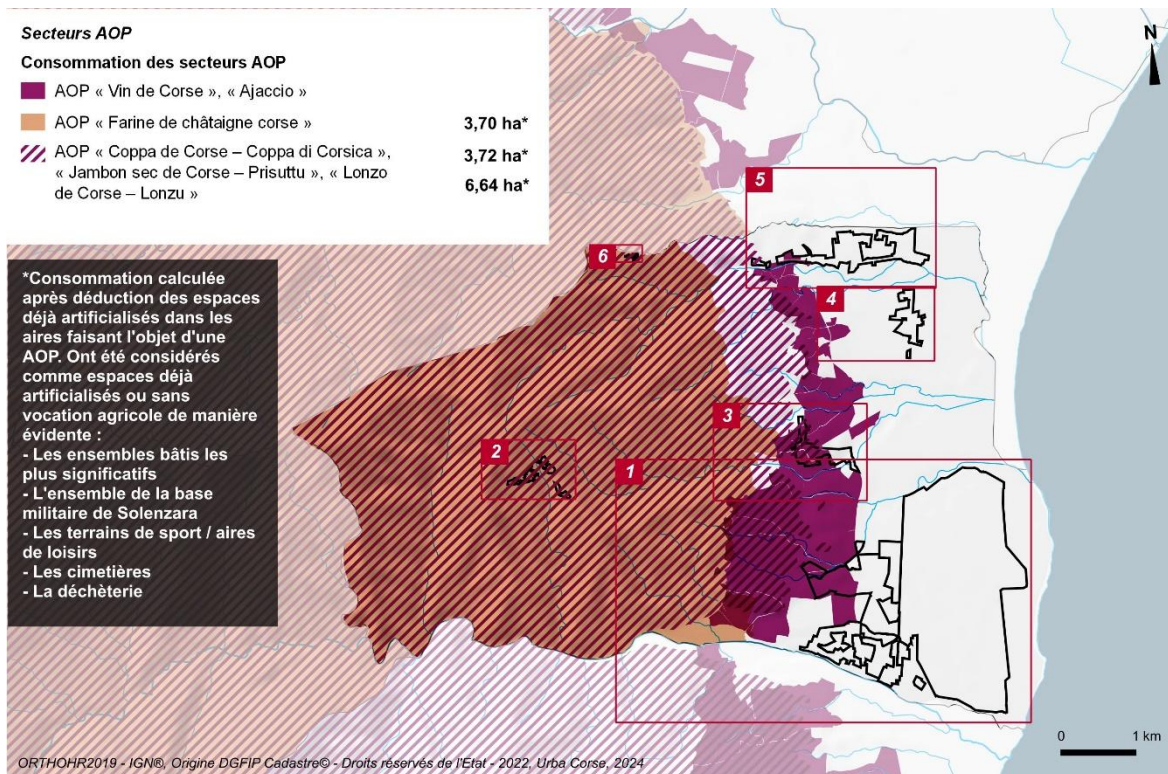 Secteurs AOP
Consommation des secteurs AOP
AOP « Vin de Corse », « Ajaccio »
AOP « Farine de châtaigne corse » 3,70 ha*
AOP « Coppa de Corse – Coppa di Corsica », 3,72 ha*
« Jambon sec de Corse – Prisuttu », « Lonzo
de Corse – Lonzu » 6,64 ha*
*Consommation calculée
après déduction des espaces
déjà artificialisés dans les
aires faisant l'objet d'une
AOP. Ont été considérés
comme espaces déjà
artificialisés ou sans
vocation agricole de manière
évidente :
- Les ensembles bâtis les
plus significatifs
- L'ensemble de la base
militaire de Solenzara
- Les terrains de sport / aires
de loisirs
- Les cimetières
- La déchèterie
N
5
6
4
3
2
1
0 1 km
ORTHOHR2019 - IGN®, Origine DGFIP Cadastre© - Droits réservés de l'Etat - 2022, Urba Corse, 2024